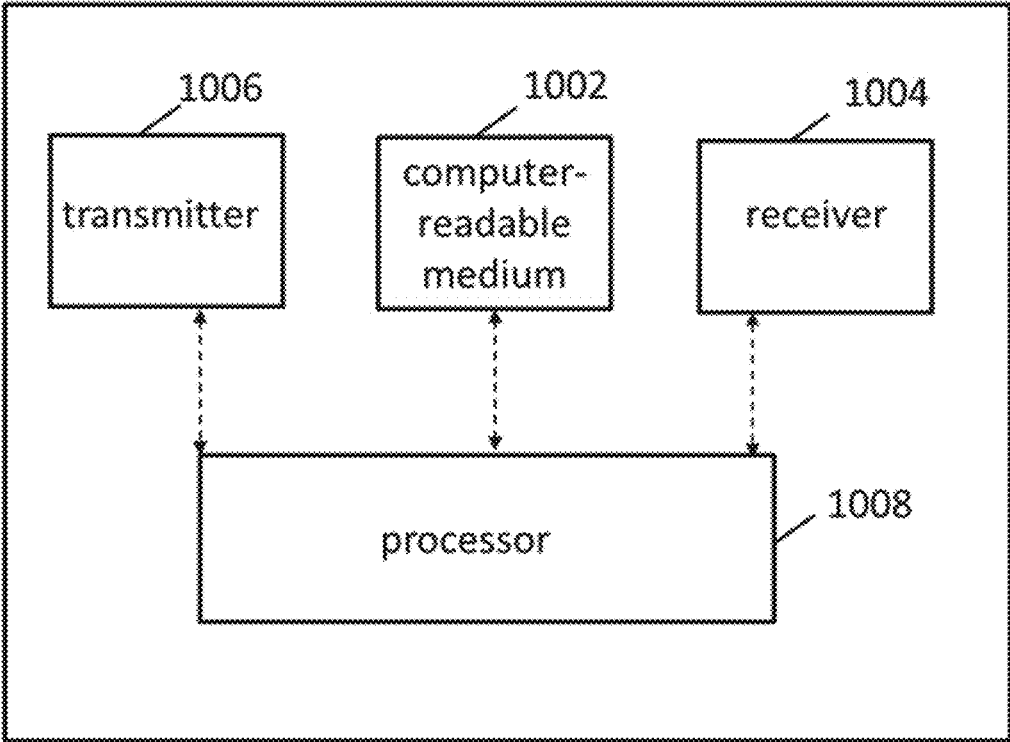 1006
1002
1004
transmitter
computer-
readable
medium
receiver
1008
processor